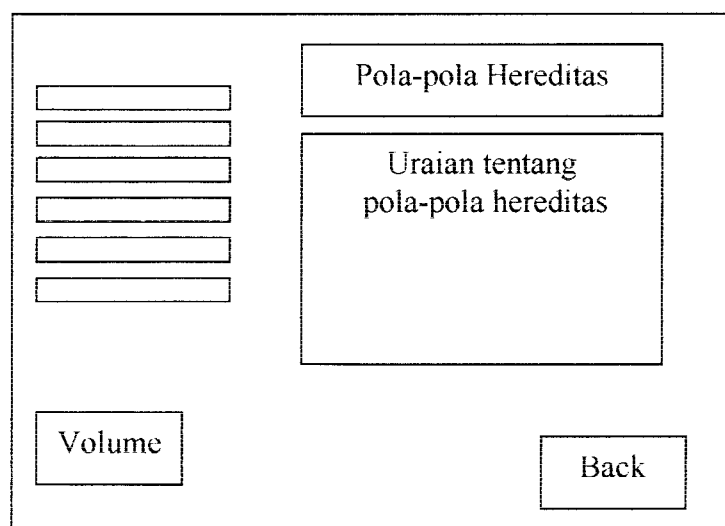 Pola-pola Hereditas
Uraian tentang
pola-pola hereditas
Volume
Back